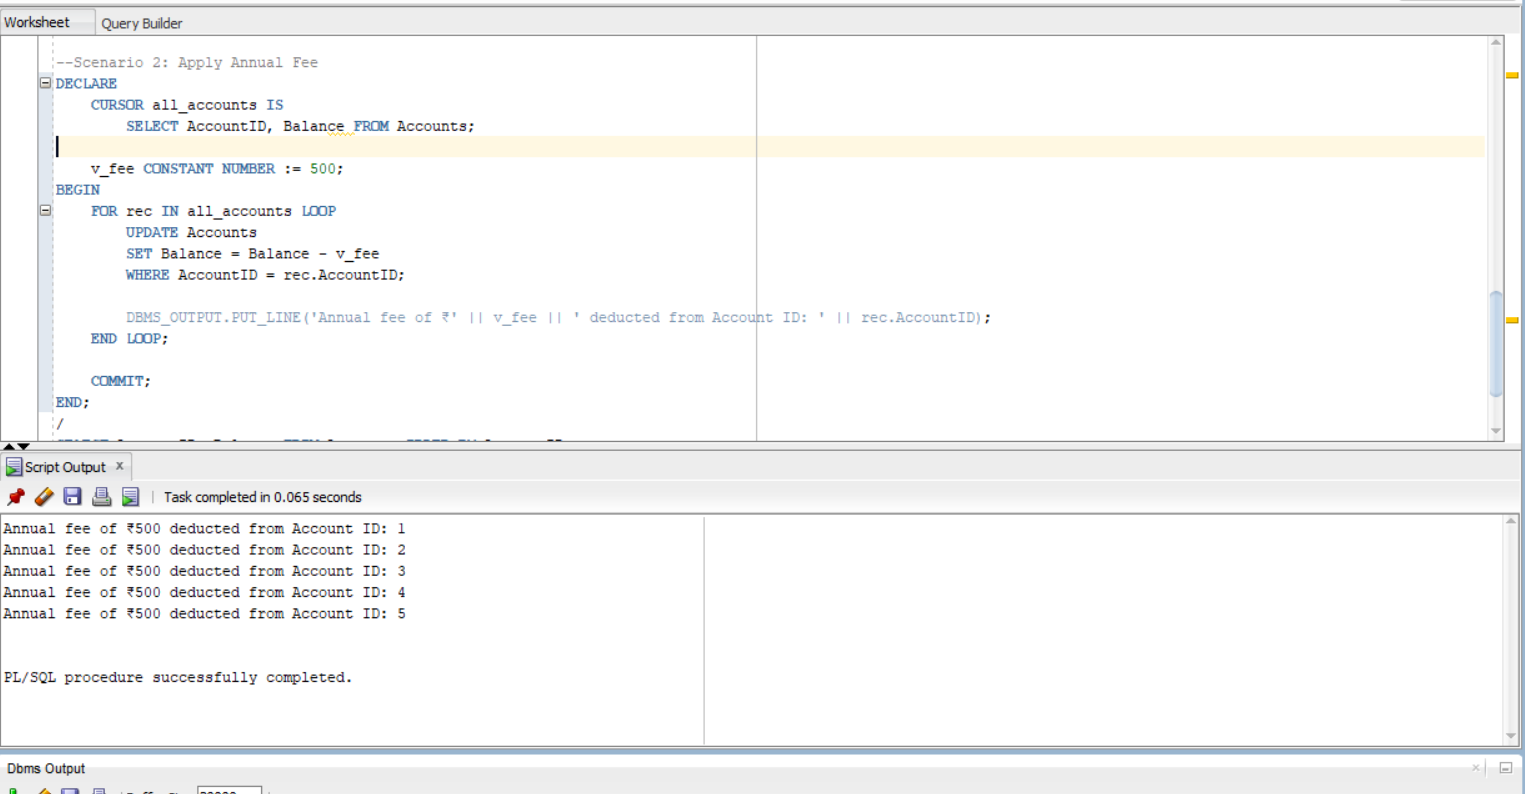 Worksheet Query Builder
--Scenario 2: Apply Annual Fee
DECLARE
CURSOR all_accounts IS
SELECT AccountID, Balance FROM Accounts;
v_fee CONSTANT NUMBER := 500;
BEGIN
FOR rec IN all_accounts LOOP
UPDATE Accounts
SET Balance = Balance - v_fee
WHERE AccountID = rec.AccountID;
DBMS_OUTPUT.PUT_LINE('Annual fee of ₹' || v_fee || ' deducted from Account ID: ' || rec.AccountID);
END LOOP;
COMMIT;
END;
/
Script Output x
Task completed in 0.065 seconds
Annual fee of ₹500 deducted from Account ID: 1
Annual fee of ₹500 deducted from Account ID: 2
Annual fee of ₹500 deducted from Account ID: 3
Annual fee of ₹500 deducted from Account ID: 4
Annual fee of ₹500 deducted from Account ID: 5
PL/SQL procedure successfully completed.
Dbms Output